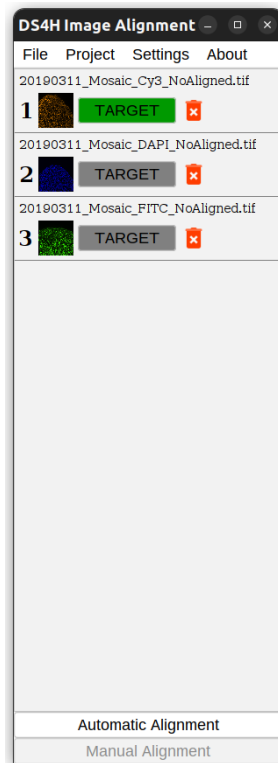 DS4H Image Alignment
File Project Settings About
20190311_Mosaic_Cy3_NoAligned.tif
1 TARGET
20190311_Mosaic_DAPI_NoAligned.tif
2 TARGET
20190311_Mosaic_FITC_NoAligned.tif
3 TARGET
Automatic Alignment
Manual Alignment